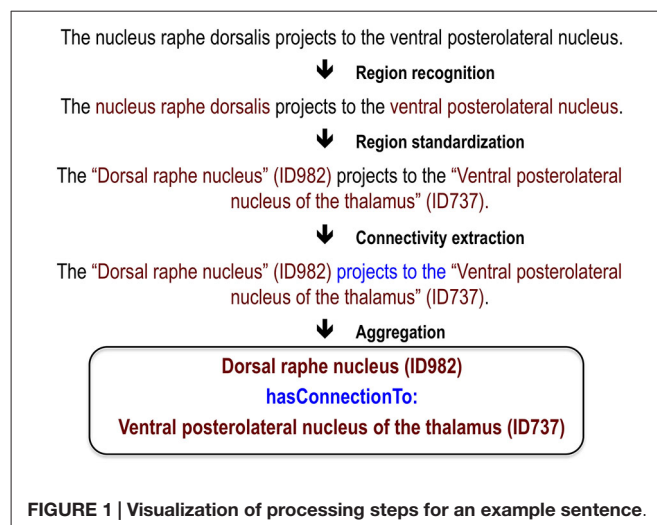 The nucleus raphe dorsalis projects to the ventral posterolateral nucleus.
Region recognition
The nucleus raphe dorsalis projects to the ventral posterolateral nucleus.
Region standardization
The “Dorsal raphe nucleus” (ID982) projects to the “Ventral posterolateral
nucleus of the thalamus” (ID737).
Connectivity extraction
The “Dorsal raphe nucleus” (ID982) projects to the “Ventral posterolateral
nucleus of the thalamus” (ID737).
Aggregation
Dorsal raphe nucleus (ID982)
hasConnectionTo:
Ventral posterolateral nucleus of the thalamus (ID737)
FIGURE 1 | Visualization of processing steps for an example sentence.